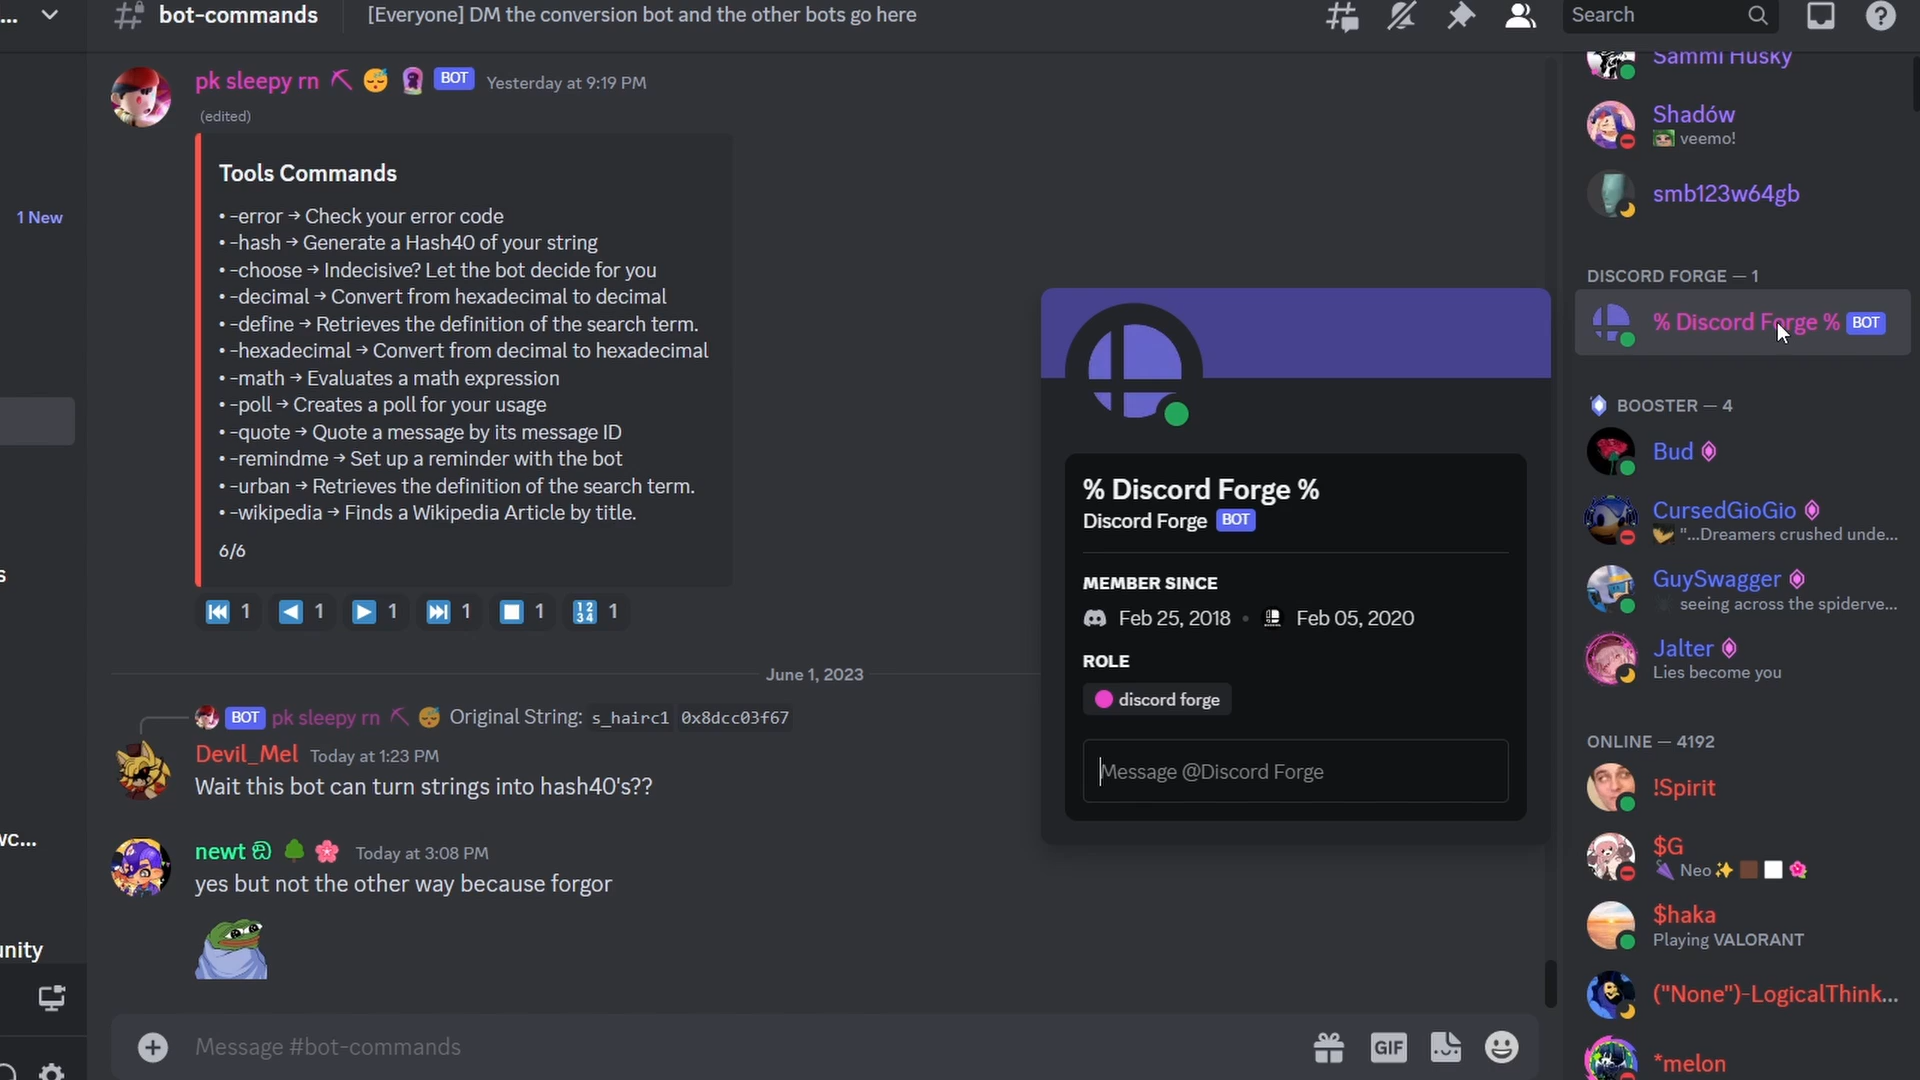 ...
bot-commands
[Everyone] DM the conversion bot and the other bots go here
Search
pk sleepy rn BOT Yesterday at 9:19 PM
(edited)
Tools Commands
• -error → Check your error code
• -hash → Generate a Hash40 of your string
• -choose → Indecisive? Let the bot decide for you
• -decimal → Convert from hexadecimal to decimal
• -define → Retrieves the definition of the search term.
• -hexadecimal → Convert from decimal to hexadecimal
• -math → Evaluates a math expression
• -poll → Creates a poll for your usage
• -quote → Quote a message by its message ID
• -remindme → Set up a reminder with the bot
• -urban → Retrieves the definition of the search term.
• -wikipedia → Finds a Wikipedia Article by title.
6/6
1 1 1 1 1 1
June 1, 2023
BOT pk sleepy rn Original String: s_hairc1 0x8dcc03f67
Devil_Mel Today at 1:23 PM
Wait this bot can turn strings into hash40's??
newt ඞ Today at 3:08 PM
yes but not the other way because forgor
Message #bot-commands
GIF
1 New
s
wc...
unity
% Discord Forge %
Discord Forge BOT
MEMBER SINCE
Feb 25, 2018 • Feb 05, 2020
ROLE
discord forge
Message @Discord Forge
Sammi Husky
Shadów
veemo!
smb123w64gb
DISCORD FORGE — 1
% Discord Forge % BOT
BOOSTER — 4
Bud
CursedGioGio
"...Dreamers crushed unde...
GuySwagger
seeing across the spiderve...
Jalter
Lies become you
ONLINE — 4192
!Spirit
$G
Neo
$haka
Playing VALORANT
("None")-LogicalThink...
*melon